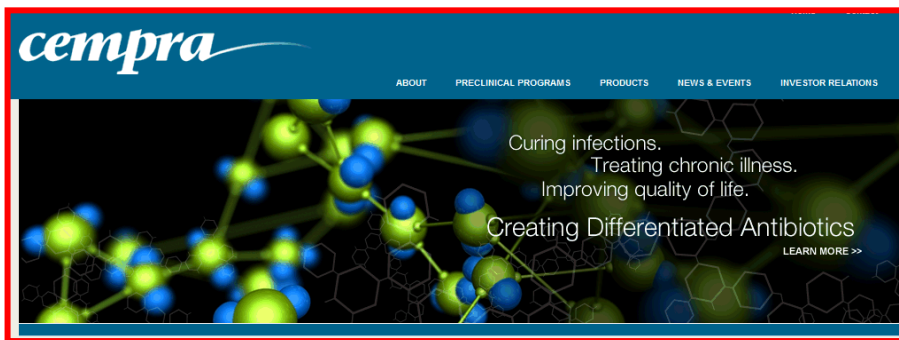 cempra
ABOUT PRECLINICAL PROGRAMS PRODUCTS NEWS & EVENTS INVESTOR RELATIONS
Curing infections.
Treating chronic illness.
Improving quality of life.
Creating Differentiated Antibiotics
LEARN MORE >>